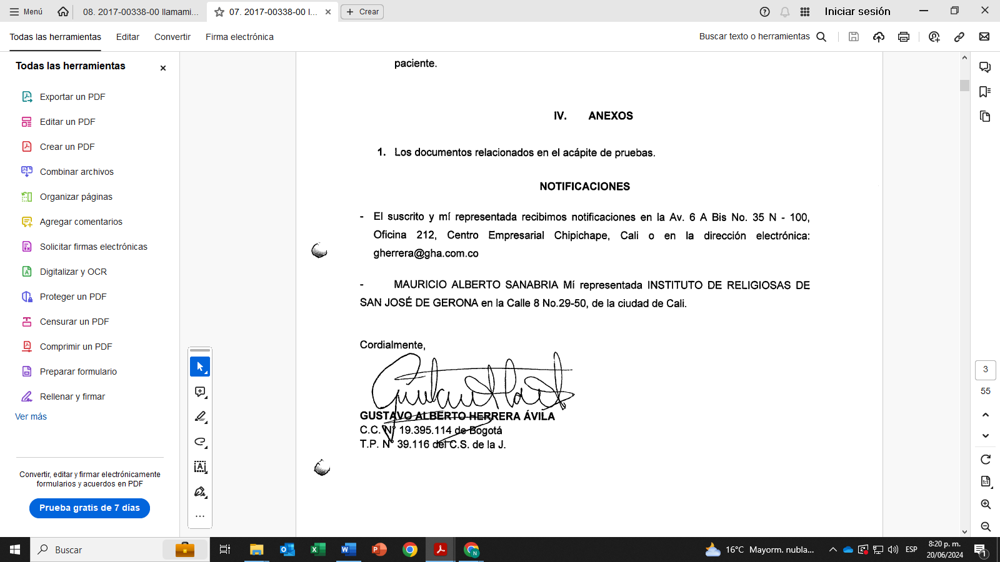 Menú
08. 2017-00338-00 llamami...
07. 2017-00338-00 l...
Crear
Iniciar sesión
Todas las herramientas
Editar
Convertir
Firma electrónica
Buscar texto o herramientas
Todas las herramientas
Exportar un PDF
Editar un PDF
Crear un PDF
Combinar archivos
Organizar páginas
Agregar comentarios
Solicitar firmas electrónicas
Digitalizar y OCR
Proteger un PDF
Censurar un PDF
Comprimir un PDF
Preparar formulario
Rellenar y firmar
Ver más
Convertir, editar y firmar electrónicamente
formularios y acuerdos en PDF
Prueba gratis de 7 días
paciente.
IV. ANEXOS
1. Los documentos relacionados en el acápite de pruebas.
NOTIFICACIONES
- El suscrito y mí representada recibimos notificaciones en la Av. 6 A Bis No. 35 N - 100,
Oficina 212, Centro Empresarial Chipichape, Cali o en la dirección electrónica:
gherrera@gha.com.co
- MAURICIO ALBERTO SANABRIA Mí representada INSTITUTO DE RELIGIOSAS DE
SAN JOSÉ DE GERONA en la Calle 8 No.29-50, de la ciudad de Cali.
Cordialmente,
GUSTAVO ALBERTO HERRERA ÁVILA
C.C. N° 19.395.114 de Bogotá
T.P. N° 39.116 del C.S. de la J.
3
55
Buscar
16°C Mayorm. nubla...
ESP
8:20 p. m.
20/06/2024
1